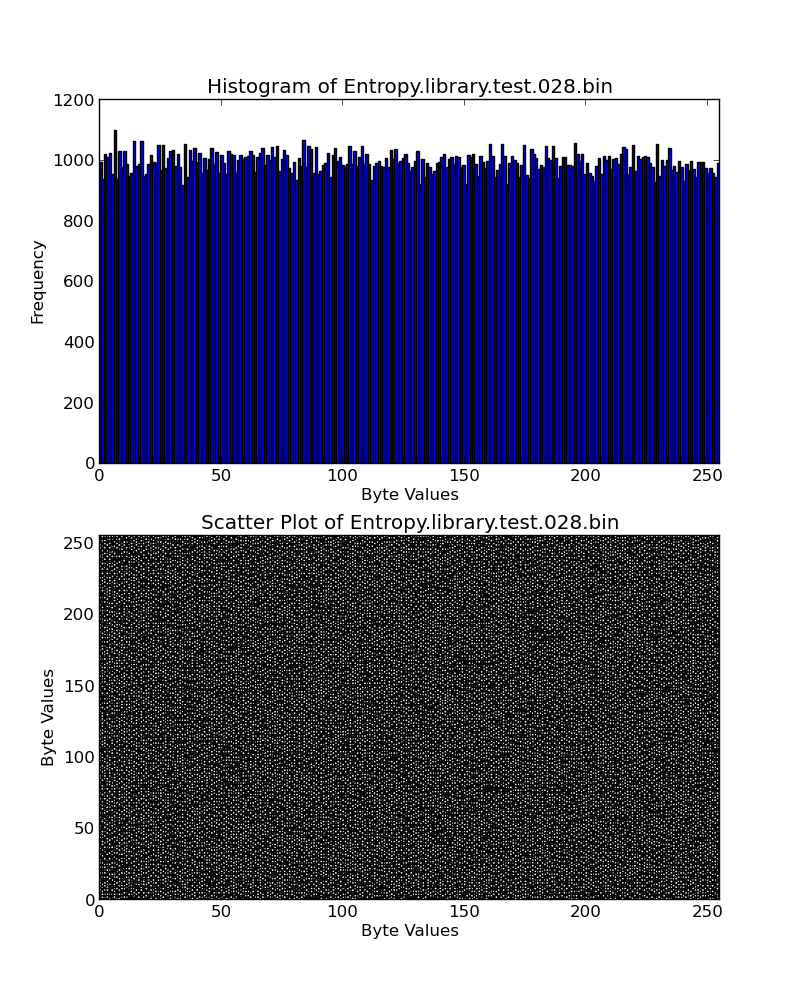 Histogram of Entropy.library.test.028.bin
1200
1000
800
600
400
200
0
Frequency
0 50 100 150 200 250
Byte Values
Scatter Plot of Entropy.library.test.028.bin
250
200
150
100
50
0
Byte Values
0 50 100 150 200 250
Byte Values